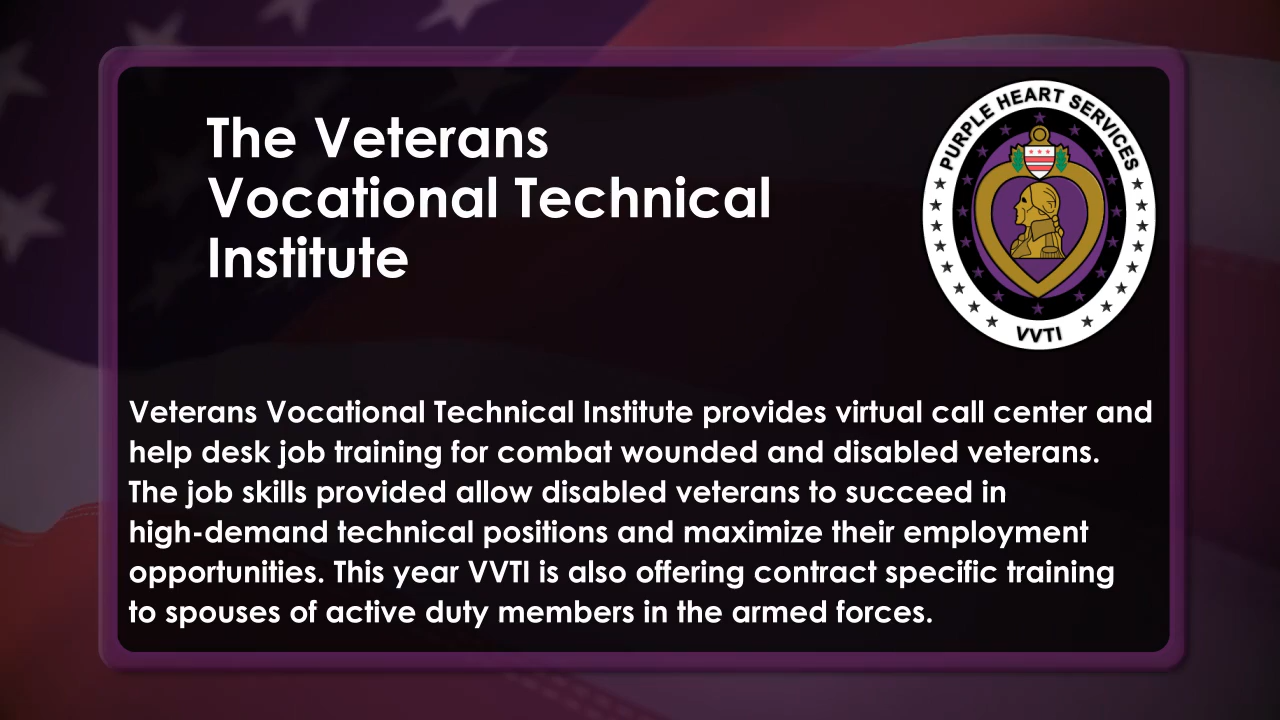 The Veterans
Vocational Technical
Institute
PURPLE HEART SERVICES
VVTI
Veterans Vocational Technical Institute provides virtual call center and
help desk job training for combat wounded and disabled veterans.
The job skills provided allow disabled veterans to succeed in
high-demand technical positions and maximize their employment
opportunities. This year VVTI is also offering contract specific training
to spouses of active duty members in the armed forces.